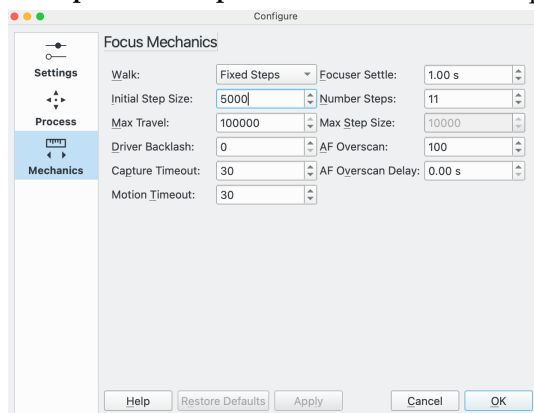 Configure
Settings
Process
Mechanics
Focus Mechanics
Walk: Fixed Steps Focuser Settle: 1.00 s
Initial Step Size: 5000 Number Steps: 11
Max Travel: 100000 Max Step Size: 10000
Driver Backlash: 0 AF Overscan: 100
Capture Timeout: 30 AF Overscan Delay: 0.00 s
Motion Timeout: 30
Help Restore Defaults Apply Cancel OK